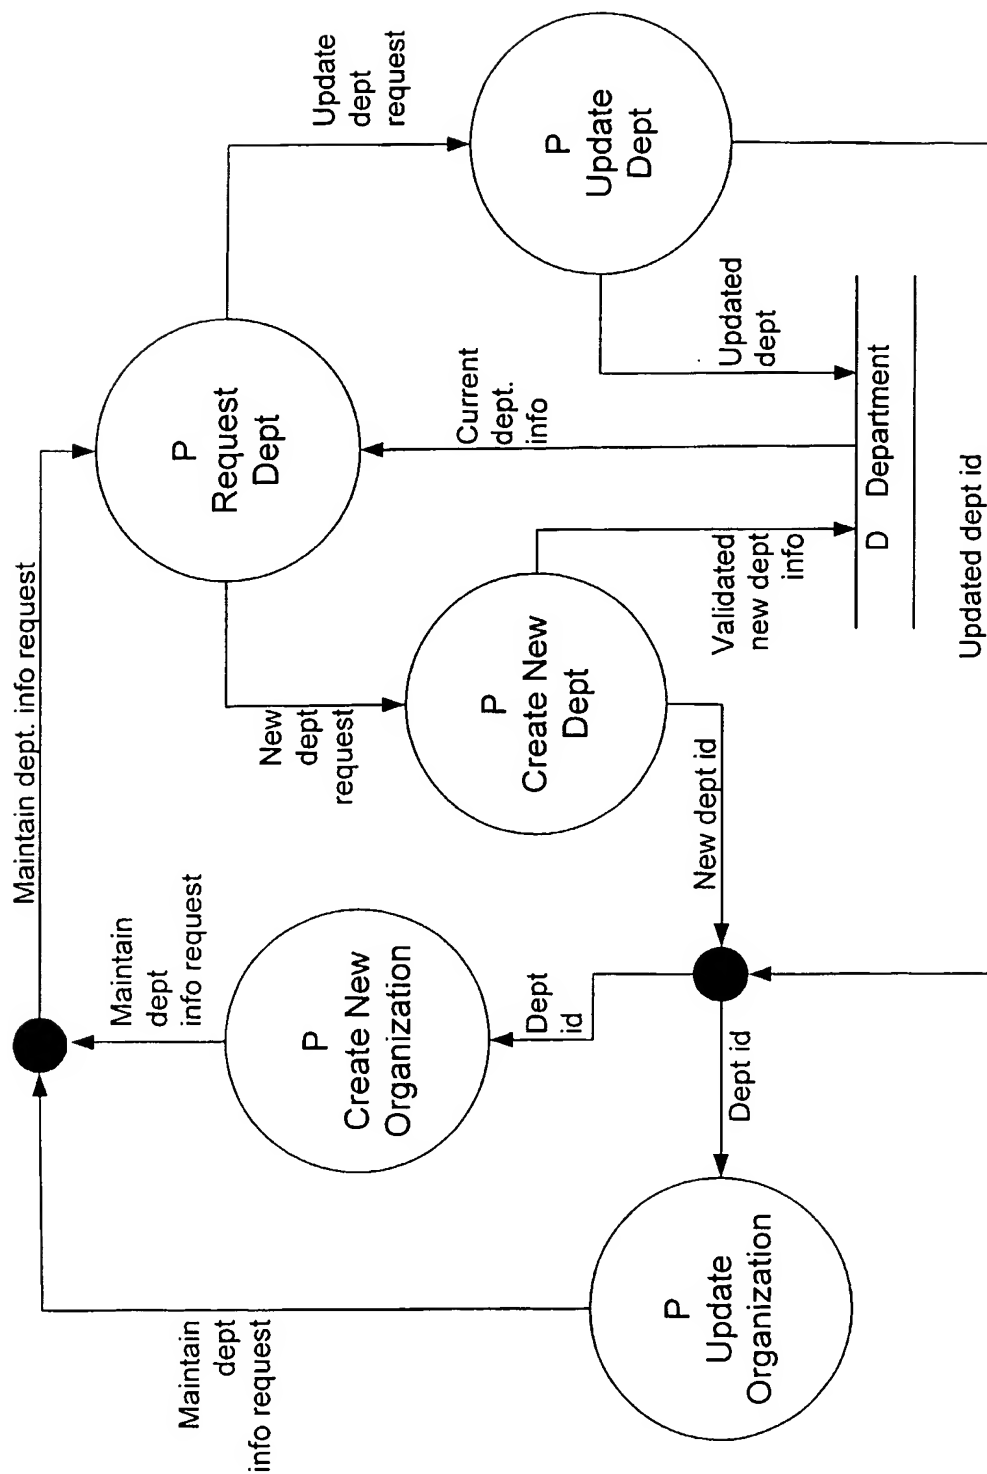 Maintain
dept
info request
Maintain dept. info request
Maintain
dept
info request
P
Create New
Organization
P
Update
Organization
Dept
id
Dept id
New
dept
request
P
Request
Dept
Update
dept
request
P
Create New
Dept
New dept id
Current
dept.
info
P
Update
Dept
Validated
new dept
info
Updated
dept
D Department
Updated dept id